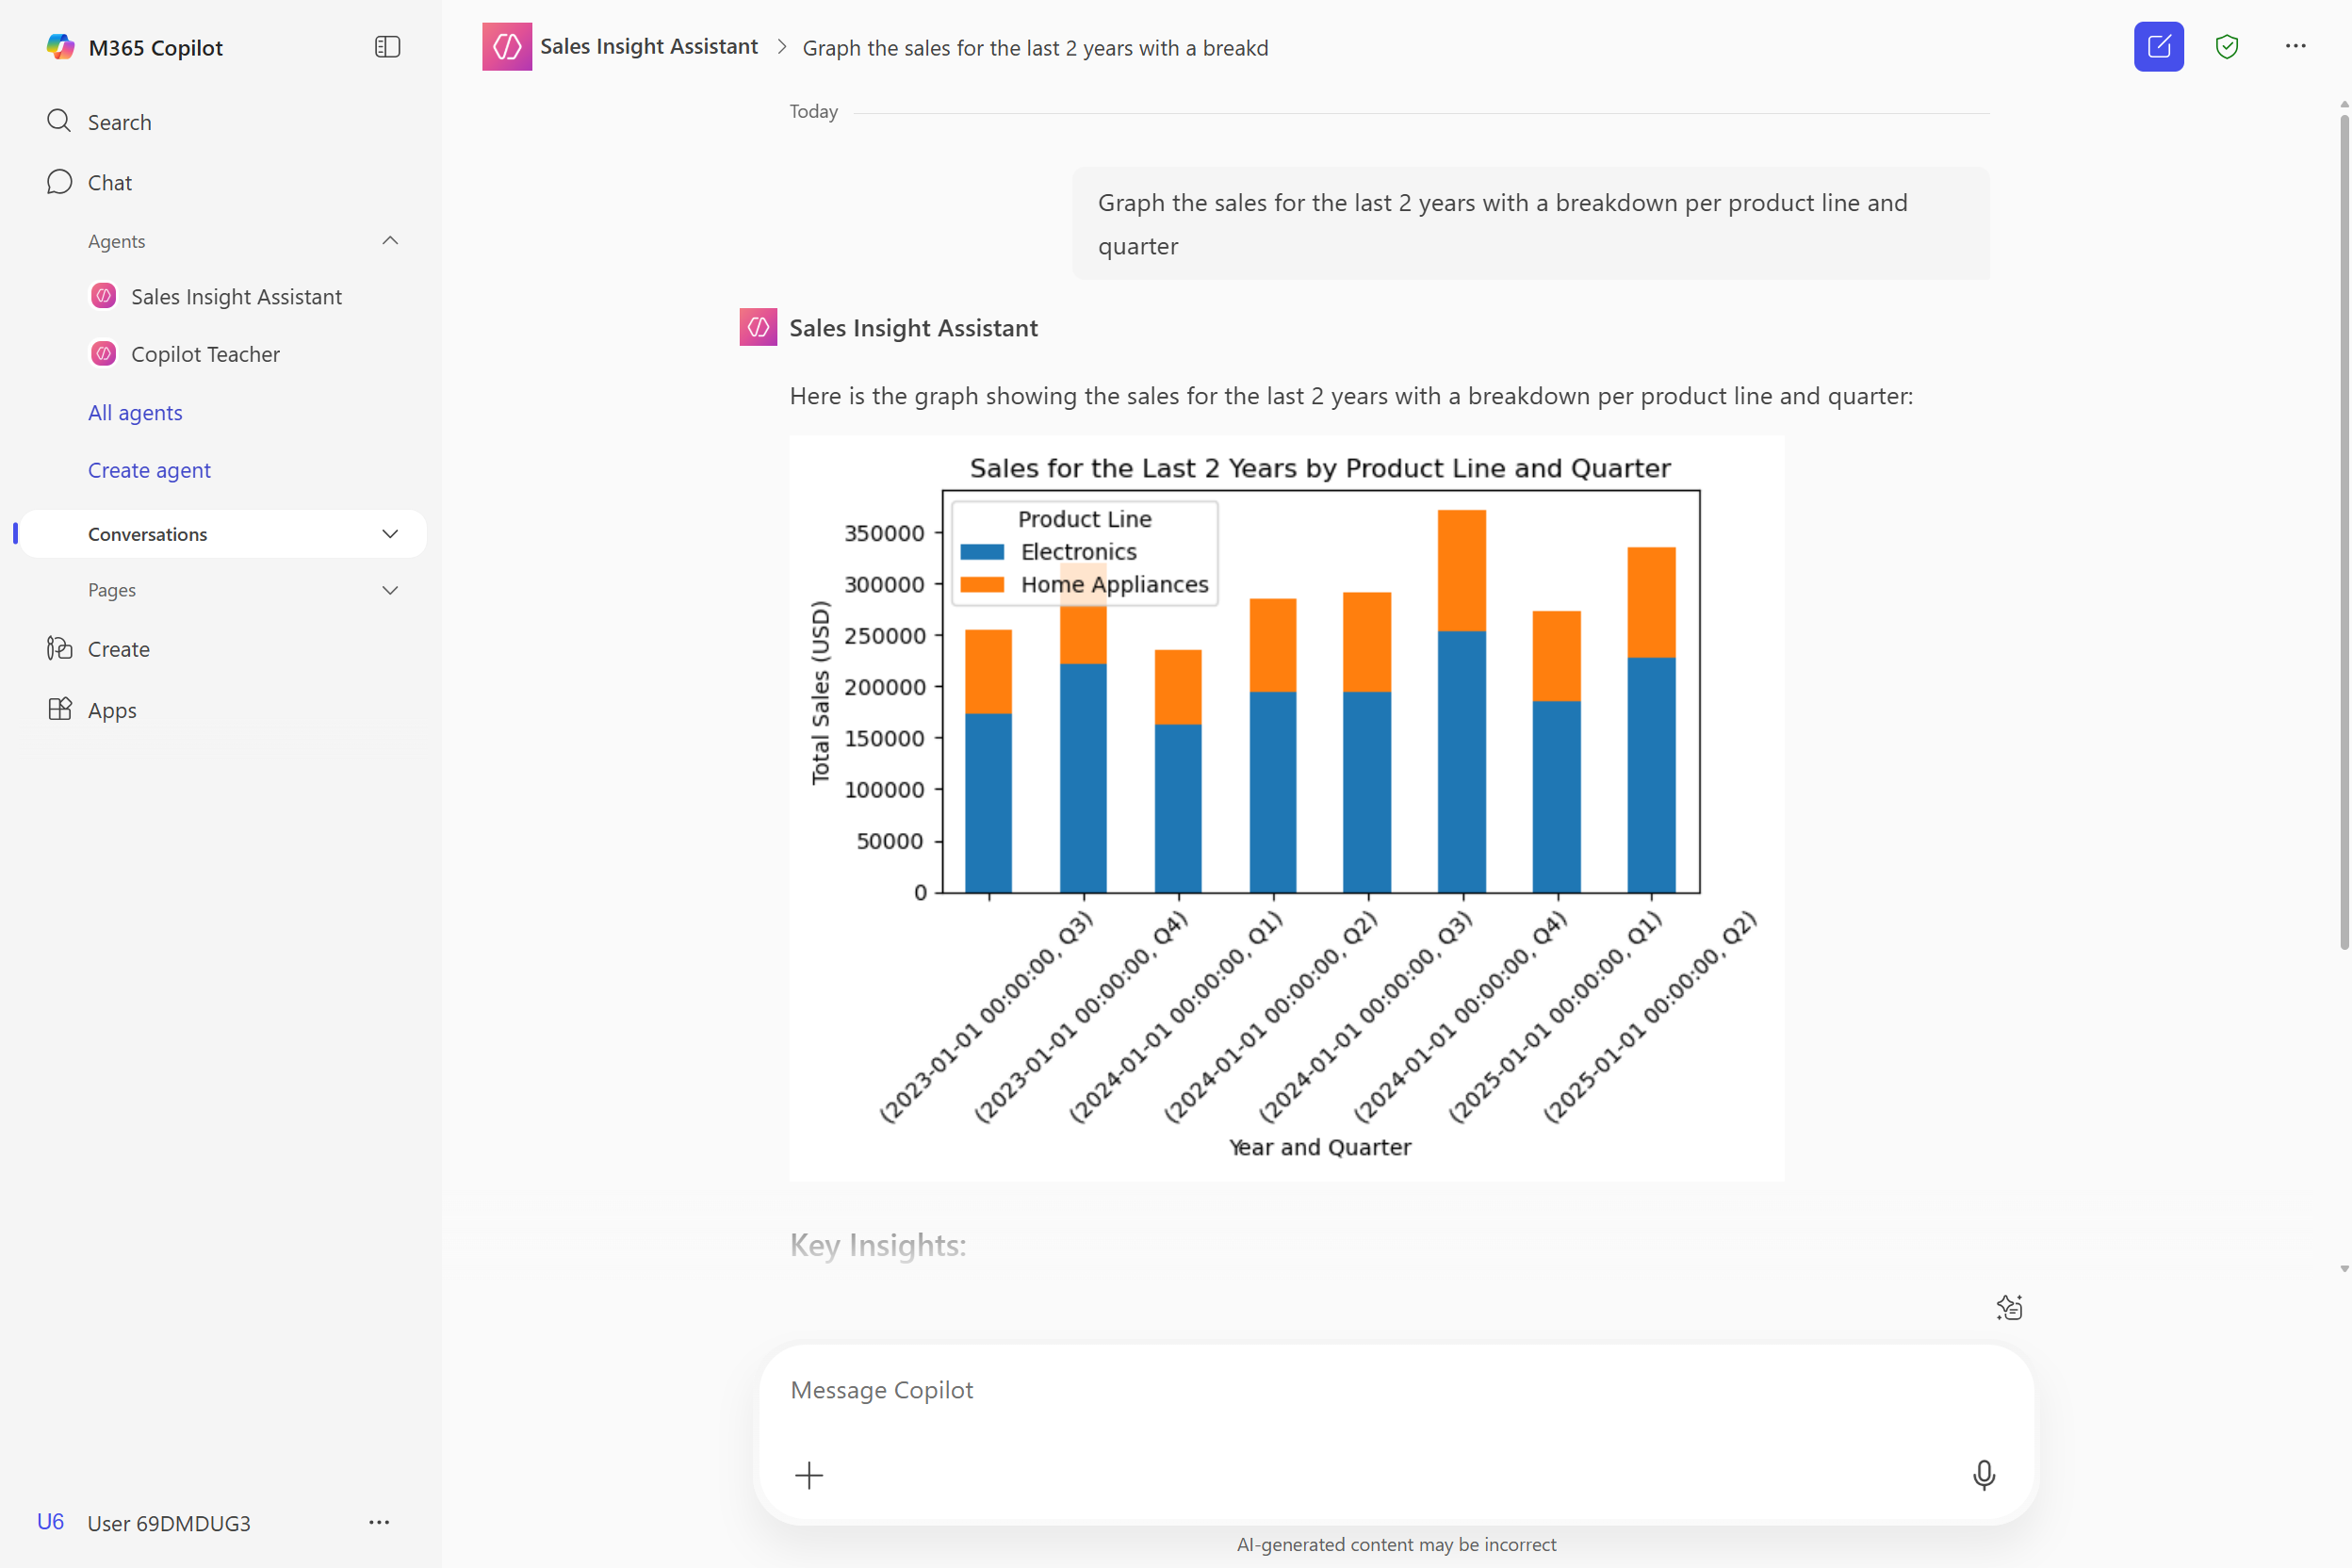 M365 Copilot
Search
Chat
Agents
Sales Insight Assistant
Copilot Teacher
All agents
Create agent
Conversations
Pages
Create
Apps
U6 User 69DMDUG3
Sales Insight Assistant
Graph the sales for the last 2 years with a breakd
Today
Graph the sales for the last 2 years with a breakdown per product line and
quarter
Sales Insight Assistant
Here is the graph showing the sales for the last 2 years with a breakdown per product line and quarter:
Sales for the Last 2 Years by Product Line and Quarter
Product Line
Electronics
Home Appliances
Total Sales (USD)
350000
300000
250000
200000
150000
100000
50000
0
(2023-01-01 00:00:00, Q3)
(2023-01-01 00:00:00, Q4)
(2024-01-01 00:00:00, Q1)
(2024-01-01 00:00:00, Q2)
(2024-01-01 00:00:00, Q3)
(2024-01-01 00:00:00, Q4)
(2025-01-01 00:00:00, Q1)
(2025-01-01 00:00:00, Q2)
Year and Quarter
Key Insights:
Message Copilot
AI-generated content may be incorrect